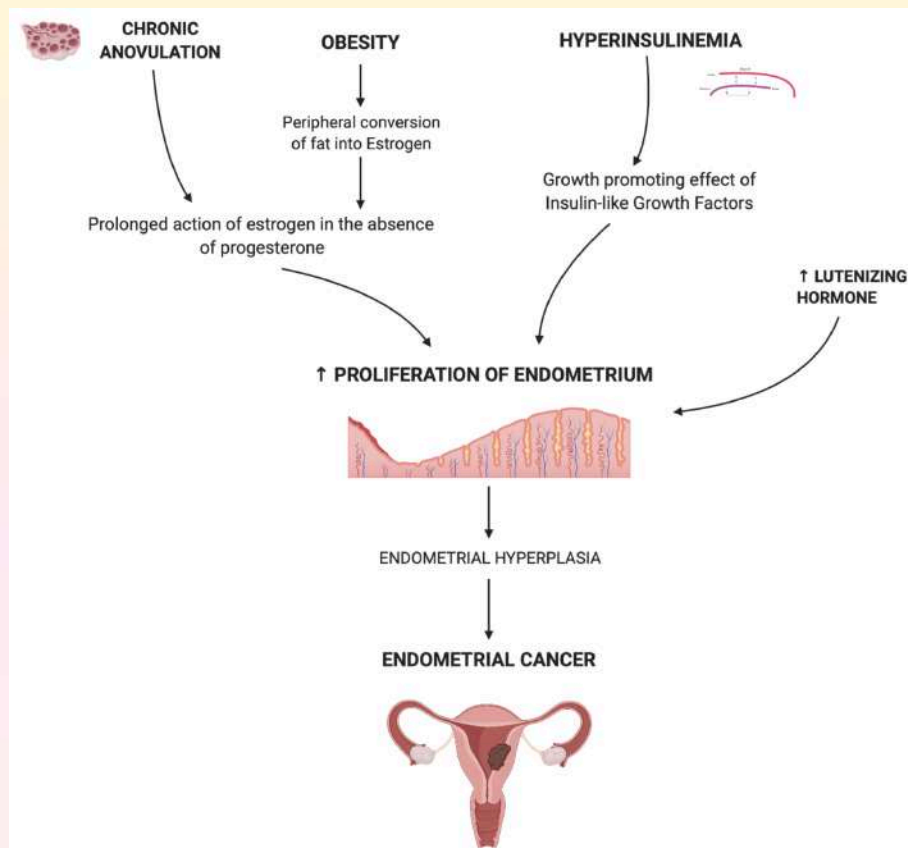 CHRONIC
ANOVULATION
OBESITY
HYPERINSULINEMIA
Peripheral conversion
of fat into Estrogen
Growth promoting effect of
Insulin-like Growth Factors
Prolonged action of estrogen in the absence
of progesterone
↑ LUTENIZING
HORMONE
↑ PROLIFERATION OF ENDOMETRIUM
ENDOMETRIAL HYPERPLASIA
ENDOMETRIAL CANCER